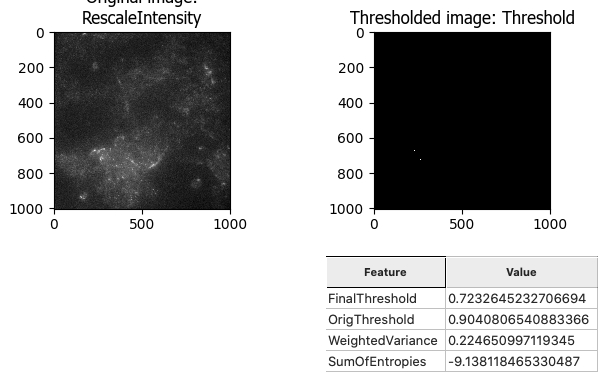 Original image:
RescaleIntensity
Thresholded image: Threshold
0
200
400
600
800
1000
0 500 1000
0
200
400
600
800
1000
0 500 1000
Feature Value
FinalThreshold 0.7232645232706694
OrigThreshold 0.9040806540883366
WeightedVariance 0.224650997119345
SumOfEntropies -9.138118465330487